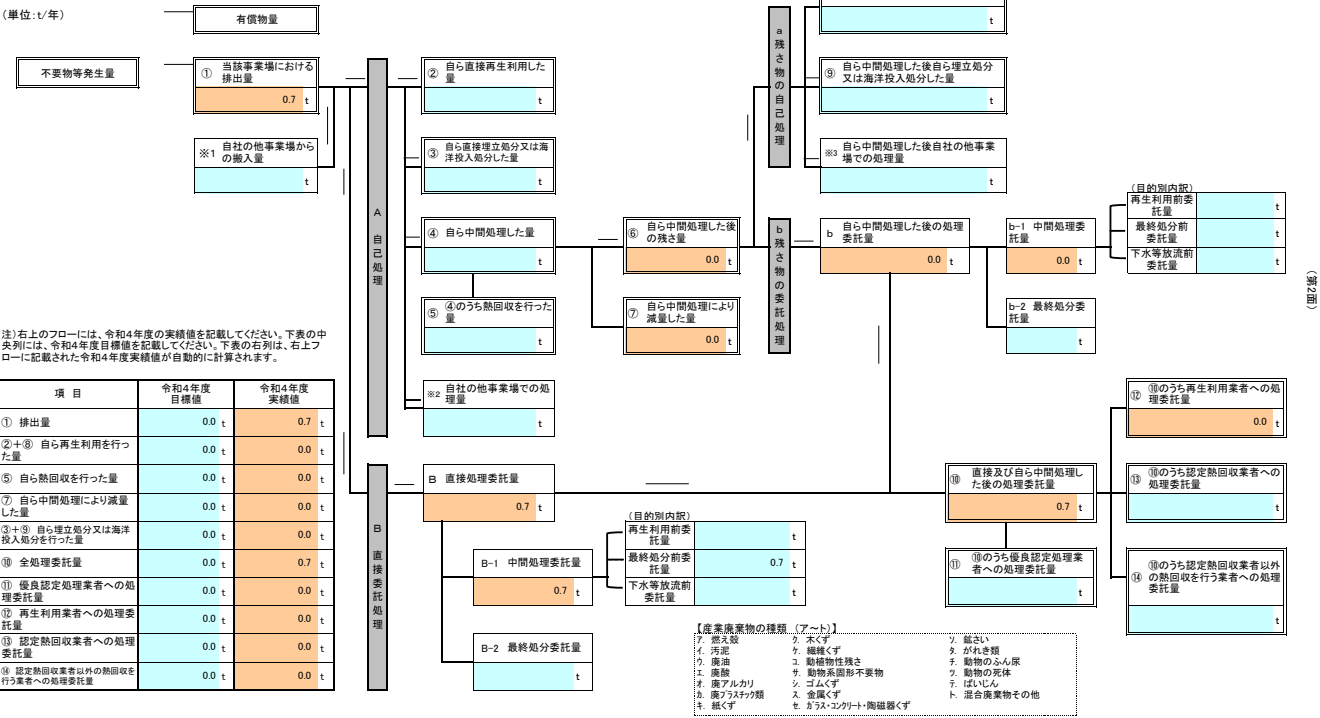 (単位:t/年)
有償物量
不要物等発生量
① 当該事業場における
排出量
0.7 t
※1 自社の他事業場から
の搬入量
t
A 自己処理
② 自ら直接再生利用した
量
t
③ 自ら直接埋立処分又は海
洋投入処分した量
t
④ 自ら中間処理した量
t
⑤ ④のうち熱回収を行った
量
t
※2 自社の他事業場での処
理量
t
⑥ 自ら中間処理した後
の残さ量
0.0 t
⑦ 自ら中間処理により
減量した量
0.0 t
a 残さ物の自己処理
t
⑨ 自ら中間処理した後自ら埋立処分
又は海洋投入処分した量
t
※3 自ら中間処理した後自社の他事業
場での処理量
t
b 残さ物の委託処理
b 自ら中間処理した後の処理
委託量
0.0 t
b-1 中間処理委
託量
0.0 t
(目的別内訳)
再生利用前委
託量 t
最終処分前
委託量 t
下水等放流前
委託量 t
b-2 最終処分委
託量
t
(第2面)
注)右上のフローには、令和4年度の実績値を記載してください。下表の中
央列には、令和4年度目標値を記載してください。下表の右列は、右上フ
ローに記載された令和4年度実績値が自動的に計算されます。
項 目 令和4年度
目標値 令和4年度
実績値
① 排出量 0.0 t 0.7 t
②+⑧ 自ら再生利用を行っ
た量 0.0 t 0.0 t
⑤ 自ら熱回収を行った量 0.0 t 0.0 t
⑦ 自ら中間処理により減量
した量 0.0 t 0.0 t
③+⑨ 自ら埋立処分又は海洋
投入処分を行った量 0.0 t 0.0 t
⑩ 全処理委託量 0.0 t 0.7 t
⑪ 優良認定処理業者への処
理委託量 0.0 t 0.0 t
⑫ 再生利用業者への処理委
託量 0.0 t 0.0 t
⑬ 認定熱回収業者への処理
委託量 0.0 t 0.0 t
⑭ 認定熱回収業者以外の熱回収を
行う業者への処理委託量 0.0 t 0.0 t
B 直接委託処理
B 直接処理委託量
0.7 t
B-1 中間処理委託量
0.7 t
(目的別内訳)
再生利用前委
託量 t
最終処分前委
託量 0.7 t
下水等放流前
委託量 t
B-2 最終処分委託量
t
⑩ 直接及び自ら中間処理し
た後の処理委託量
0.7 t
⑪ ⑩のうち優良認定処理業
者への処理委託量
t
⑫ ⑩のうち再生利用業者への処
理委託量
0.0 t
⑬ ⑩のうち認定熱回収業者への
処理委託量
t
⑭ ⑩のうち認定熱回収業者以外
の熱回収を行う業者への処理
委託量
t
【産業廃棄物の種類 (ア~ト)】
ア. 燃え殻 ク. 木くず ソ. 鉱さい
イ. 汚泥 ケ. 繊維くず タ. がれき類
ウ. 廃油 コ. 動植物性残さ チ. 動物のふん尿
エ. 廃酸 サ. 動物系固形不要物 ツ. 動物の死体
オ. 廃アルカリ シ. ゴムくず テ. ばいじん
カ. 廃プラスチック類 ス. 金属くず ト. 混合廃棄物その他
キ. 紙くず セ. ガラス・コンクリート・陶磁器くず